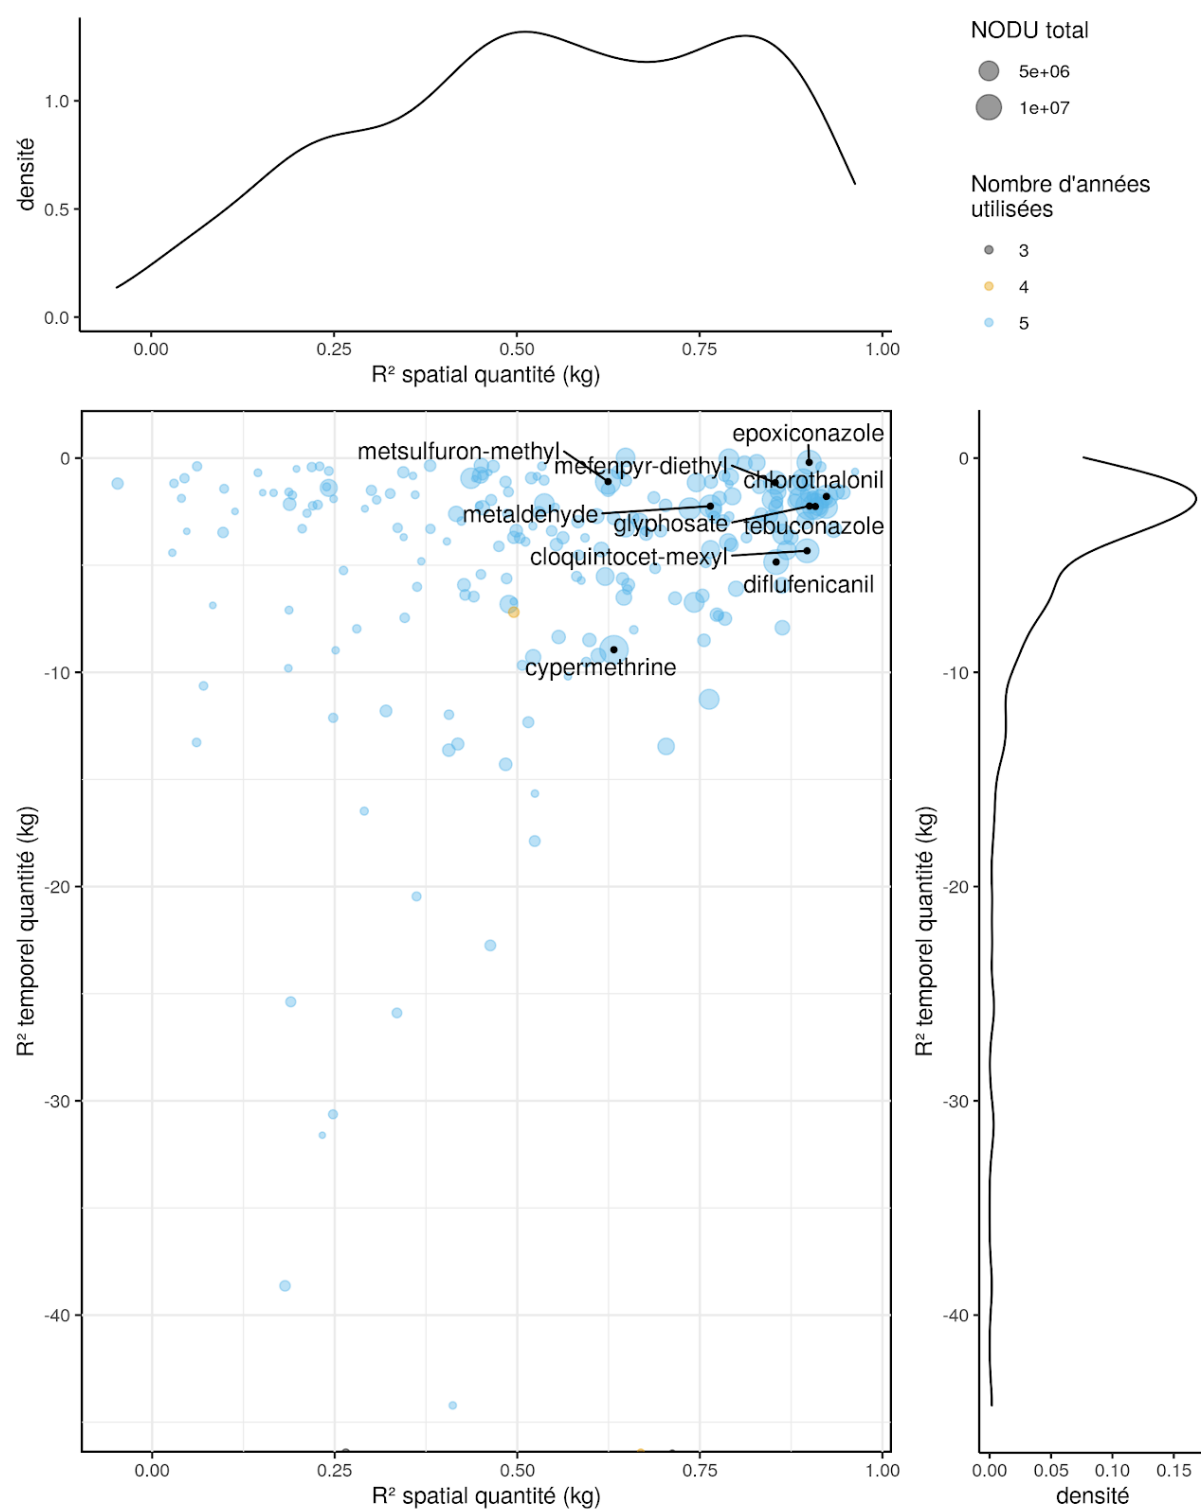 NODU total
5e+06
1e+07
Nombre d'années
utilisées
3
4
5
densité
1.0
0.5
0.0
0.00
0.25
0.50
0.75
1.00
R² spatial quantité (kg)
epoxiconazole
metsulfuron-methyl
mefenpyr-diethyl
chlorothalonil
metaldehyde
glyphosate
tebuconazole
cloquintocet-mexyl
diflufenicanil
cypermethrine
R² temporel quantité (kg)
0
-10
-20
-30
-40
0.00
0.25
0.50
0.75
1.00
R² spatial quantité (kg)
R² temporel quantité (kg)
0
-10
-20
-30
-40
0.00
0.05
0.10
0.15
densité